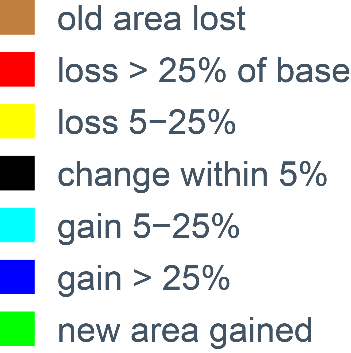 old area lost
loss > 25% of base
loss 5−25%
change within 5%
gain 5−25%
gain > 25%
new area gained